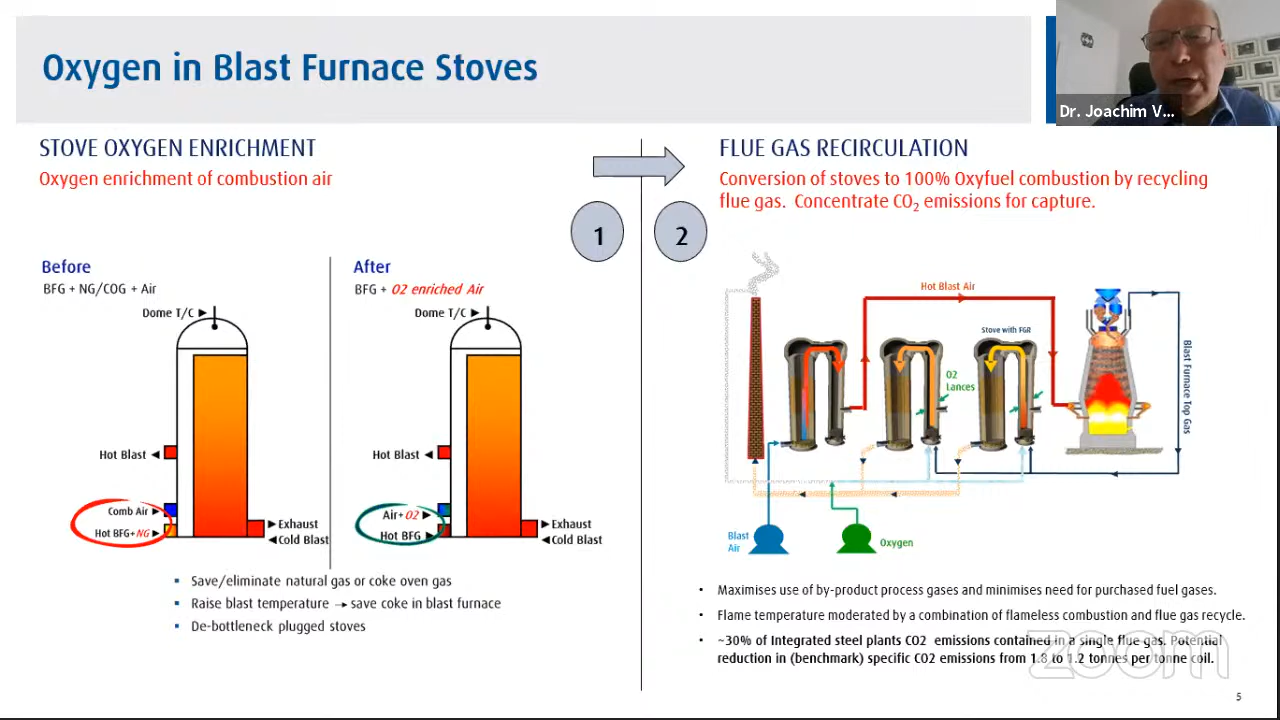 Oxygen in Blast Furnace Stoves
Dr. Joachim V...
STOVE OXYGEN ENRICHMENT
Oxygen enrichment of combustion air
1
Before
BFG + NG/COG + Air
Dome T/C
Hot Blast
Comb Air
Hot BFG+NG
Exhaust
Cold Blast
After
BFG + O2 enriched Air
Dome T/C
Hot Blast
Air+O2
Hot BFG
Exhaust
Cold Blast
▪ Save/eliminate natural gas or coke oven gas
▪ Raise blast temperature → save coke in blast furnace
▪ De-bottleneck plugged stoves
2
FLUE GAS RECIRCULATION
Conversion of stoves to 100% Oxyfuel combustion by recycling
flue gas. Concentrate CO2 emissions for capture.
Hot Blast Air
Stove with FGR
O2
Lances
Blast Furnace Top Gas
Blast
Air
Oxygen
• Maximises use of by-product process gases and minimises need for purchased fuel gases.
• Flame temperature moderated by a combination of flameless combustion and flue gas recycle.
• ~30% of Integrated steel plants CO2 emissions contained in a single flue gas. Potential
reduction in (benchmark) specific CO2 emissions from 1.8 to 1.2 tonnes per tonne coil.
zoom
5